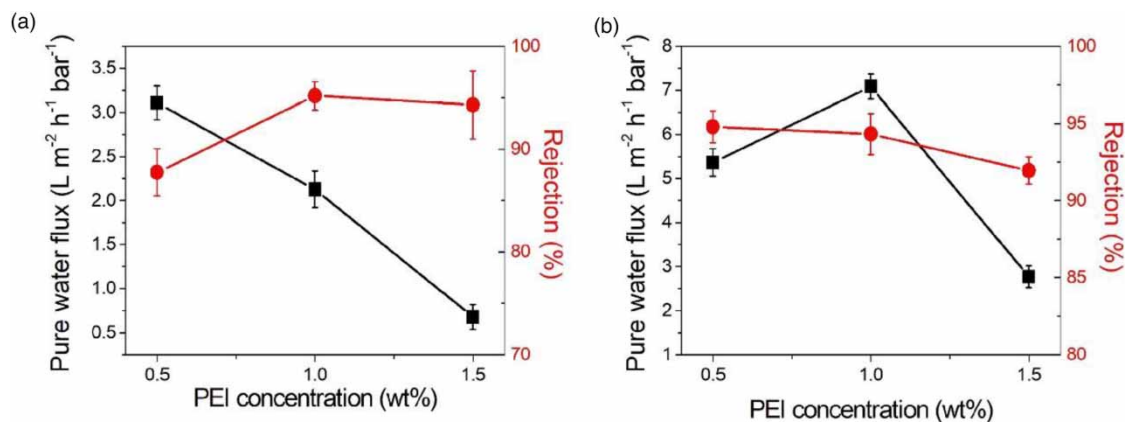 (a)
Pure water flux (L m⁻² h⁻¹ bar⁻¹)
3.5
3.0
2.5
2.0
1.5
1.0
0.5
100
90
80
70
Rejection (%)
0.5 1.0 1.5
PEI concentration (wt%)
(b)
Pure water flux (L m⁻² h⁻¹ bar⁻¹)
8
7
6
5
4
3
2
1
100
95
90
85
80
Rejection (%)
0.5 1.0 1.5
PEI concentration (wt%)